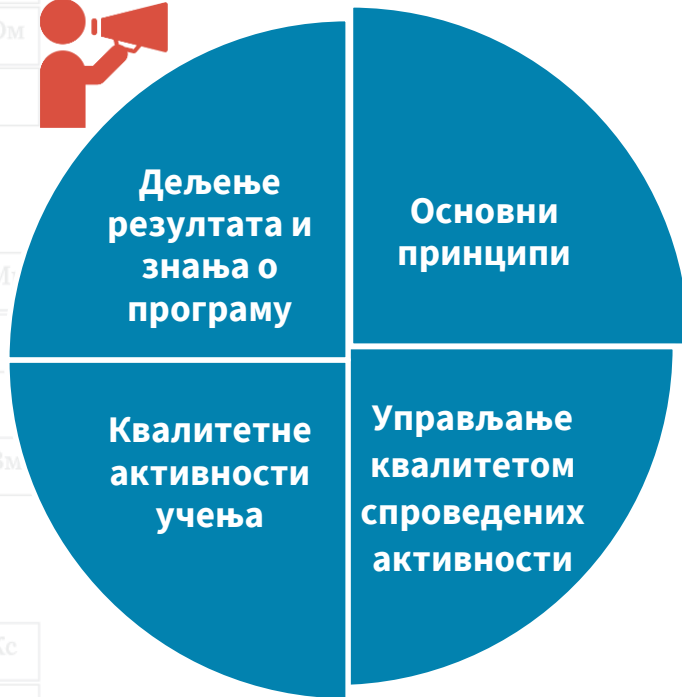 Дељење
резултата и
знања о
програму
Основни
принципи
Квалитетне
активности
учења
Управљање
квалитетом
спроведених
активности